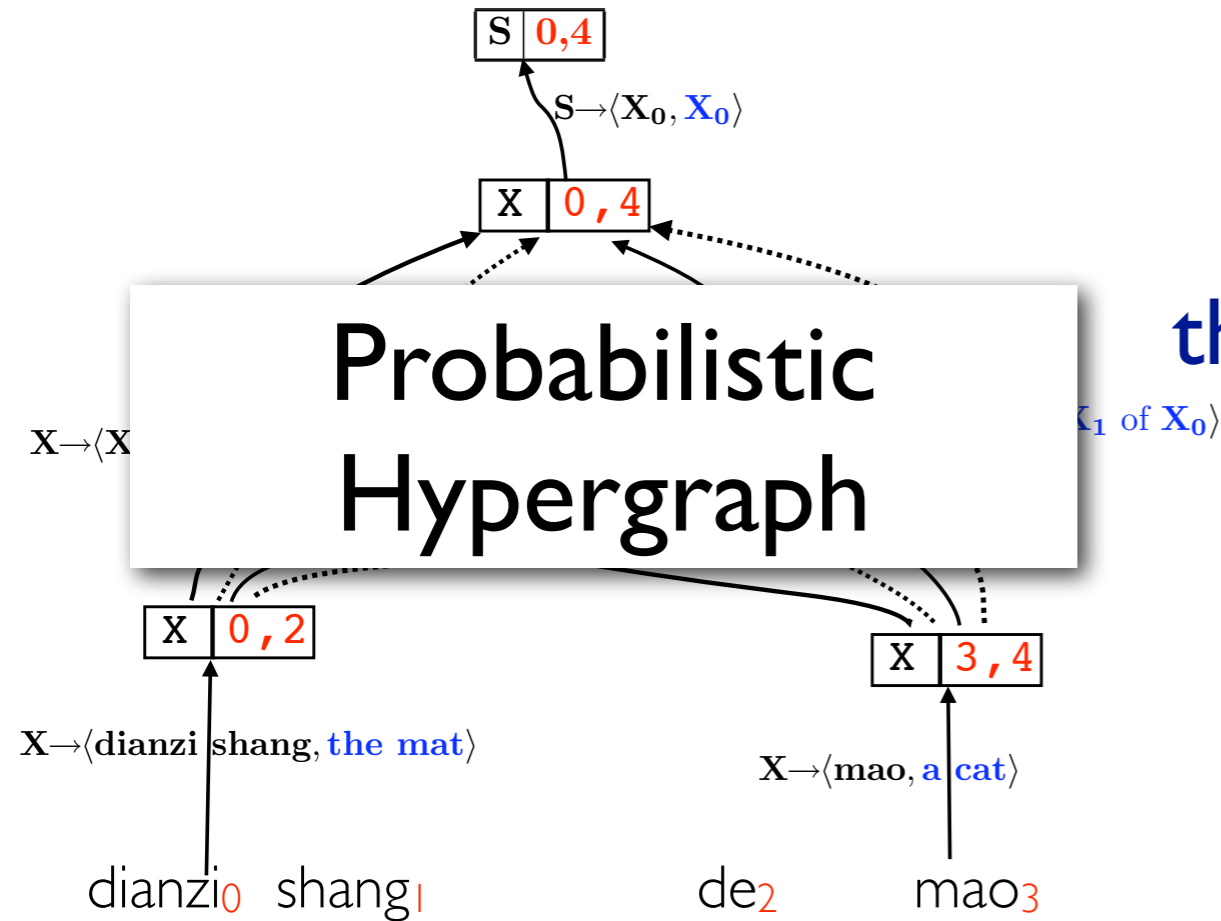 S 0,4
S→⟨X₀, X₀⟩
X 0,4
th
Probabilistic
X→⟨X
X₁ of X₀⟩
Hypergraph
X 0,2
X 3,4
X→⟨dianzi shang, the mat⟩
X→⟨mao, a cat⟩
dianzi₀ shang₁ de₂ mao₃